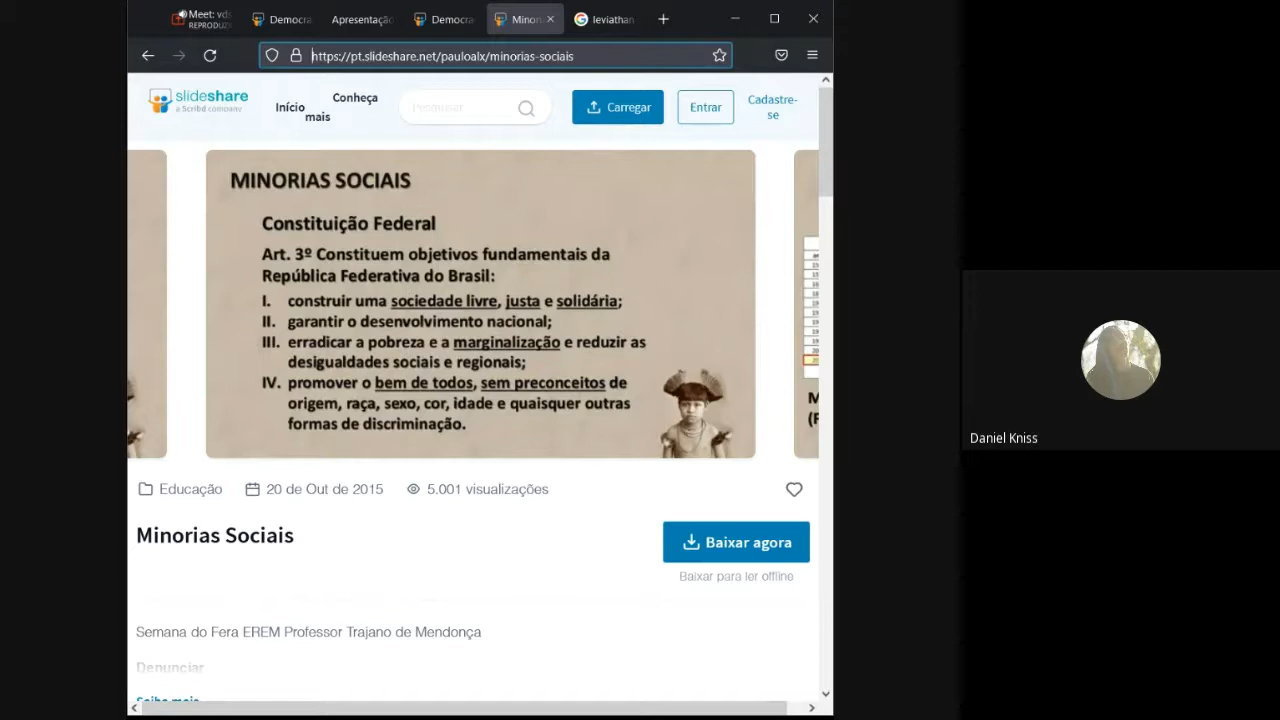 Meet: vds
REPRODUZ
Democra
Apresentação
Democra
Minori
leviathan
https://pt.slideshare.net/pauloalx/minorias-sociais
slideshare
a Scribd company
Início
Conheça
mais
Pesquisar
Carregar
Entrar
Cadastre-
se
MINORIAS SOCIAIS
Constituição Federal
Art. 3º Constituem objetivos fundamentais da
República Federativa do Brasil:
I. construir uma sociedade livre, justa e solidária;
II. garantir o desenvolvimento nacional;
III. erradicar a pobreza e a marginalização e reduzir as
desigualdades sociais e regionais;
IV. promover o bem de todos, sem preconceitos de
origem, raça, sexo, cor, idade e quaisquer outras
formas de discriminação.
M
(F
Educação
20 de Out de 2015
5.001 visualizações
Minorias Sociais
Baixar agora
Baixar para ler offline
Semana do Fera EREM Professor Trajano de Mendonça
Denunciar
Saiba mais
Daniel Kniss